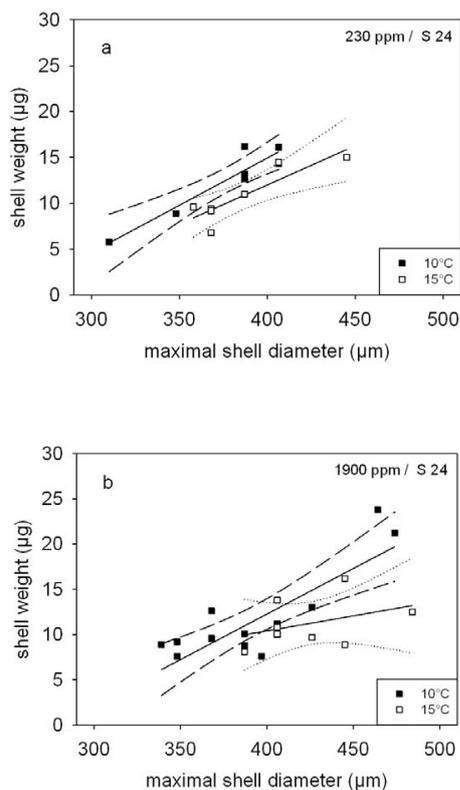 a
230 ppm / S 24
shell weight (µg)
30
25
20
15
10
5
0
10°C
15°C
300 350 400 450 500
maximal shell diameter (µm)
b
1900 ppm / S 24
shell weight (µg)
30
25
20
15
10
5
0
10°C
15°C
300 350 400 450 500
maximal shell diameter (µm)